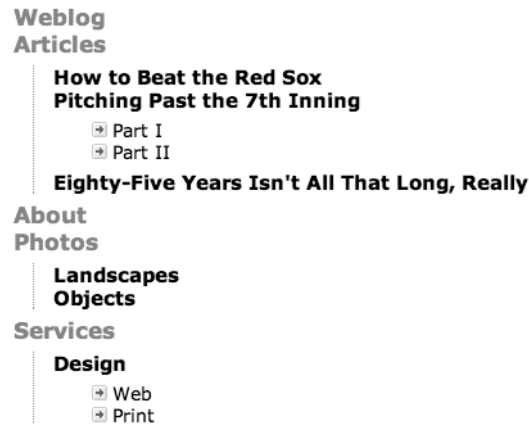 Weblog
Articles
How to Beat the Red Sox
Pitching Past the 7th Inning
Part I
Part II
Eighty-Five Years Isn't All That Long, Really
About
Photos
Landscapes
Objects
Services
Design
Web
Print